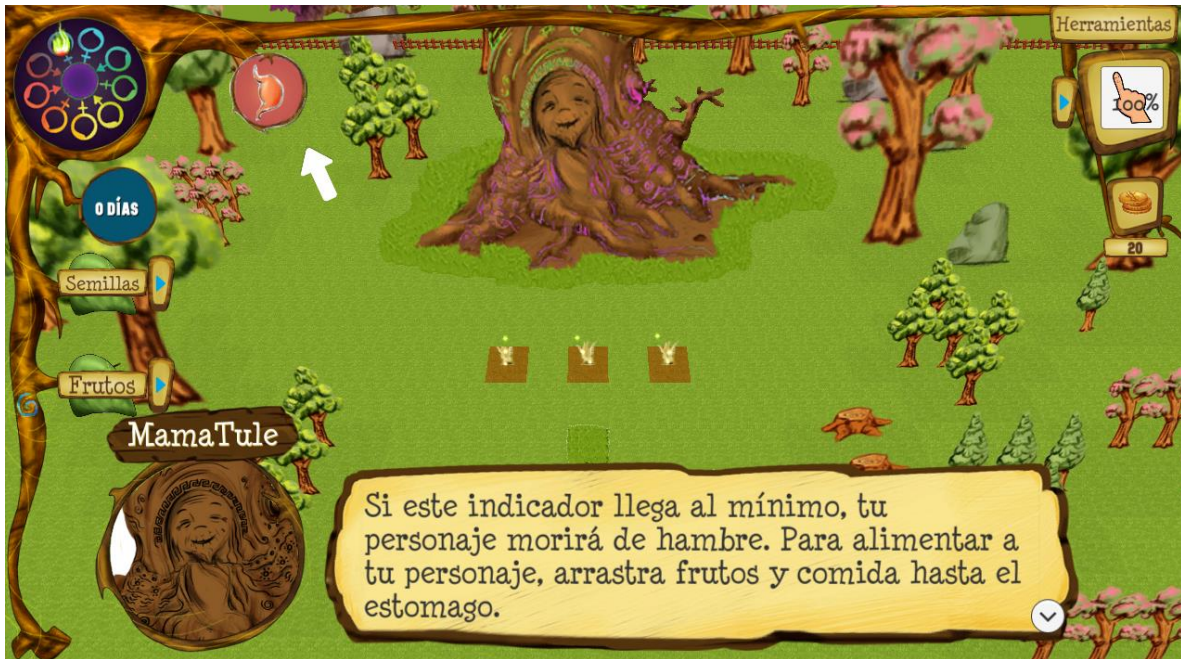 Herramientas
100%
0 DÍAS
20
Semillas
Frutos
MamaTule
Si este indicador llega al mínimo, tu
personaje morirá de hambre. Para alimentar a
tu personaje, arrastra frutos y comida hasta el
estomago.